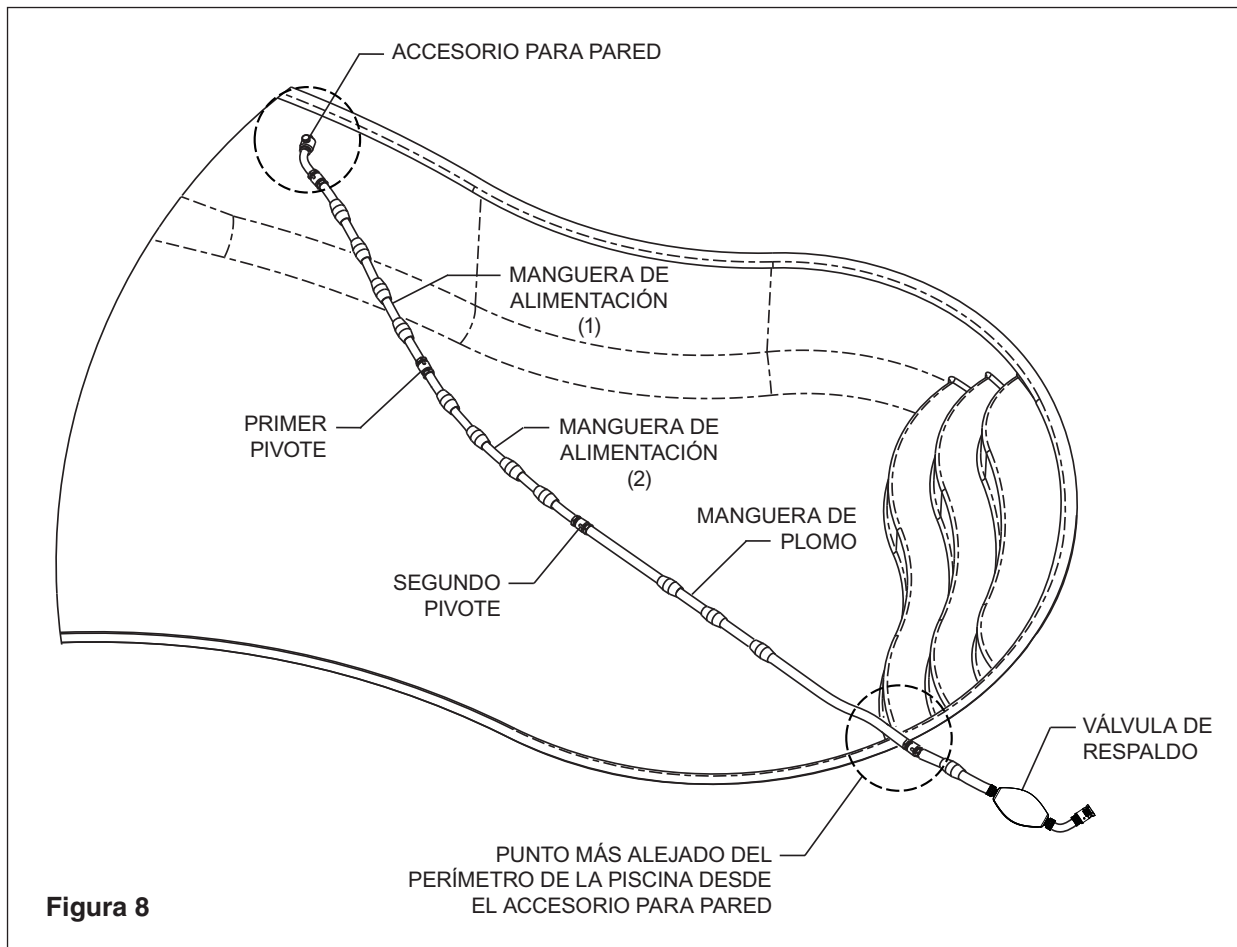 ACCESORIO PARA PARED
MANGUERA DE
ALIMENTACIÓN
(1)
PRIMER
PIVOTE
MANGUERA DE
ALIMENTACIÓN
(2)
MANGUERA DE
PLOMO
SEGUNDO
PIVOTE
VÁLVULA DE
RESPALDO
PUNTO MÁS ALEJADO DEL
PERÍMETRO DE LA PISCINA DESDE
EL ACCESORIO PARA PARED
Figura 8